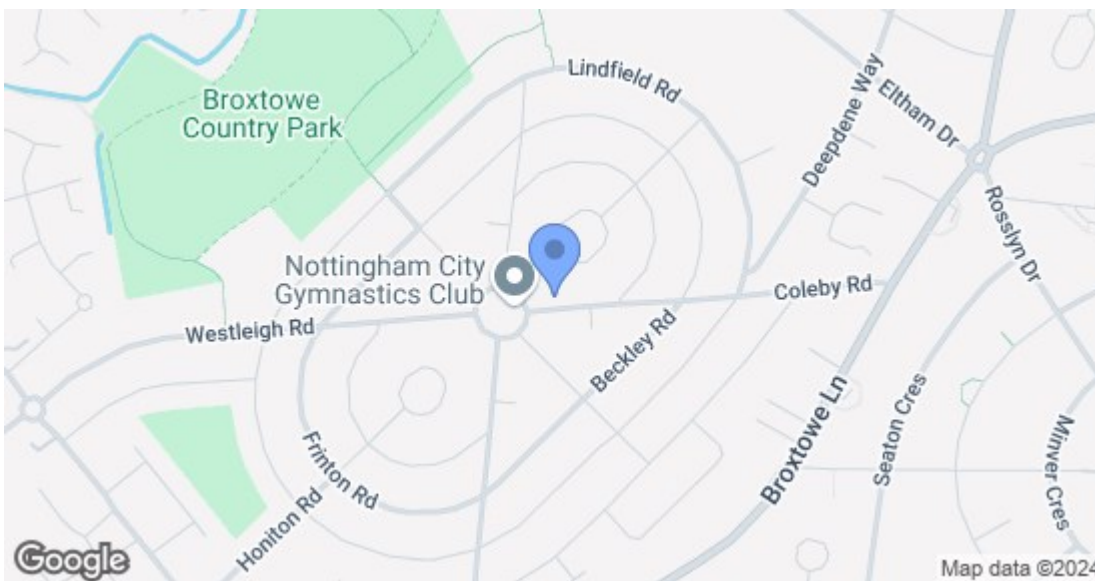 Lindfield Rd
Broxtowe
Country Park
Deepdene Way
Eltham Dr
Rosslyn Dr
Nottingham City
Gymnastics Club
Coleby Rd
Westleigh Rd
Beckley Rd
Broxtowe Ln
Seaton Cres
Minver Cres
Frinton Rd
Honiton Rd
Google
Map data ©2024